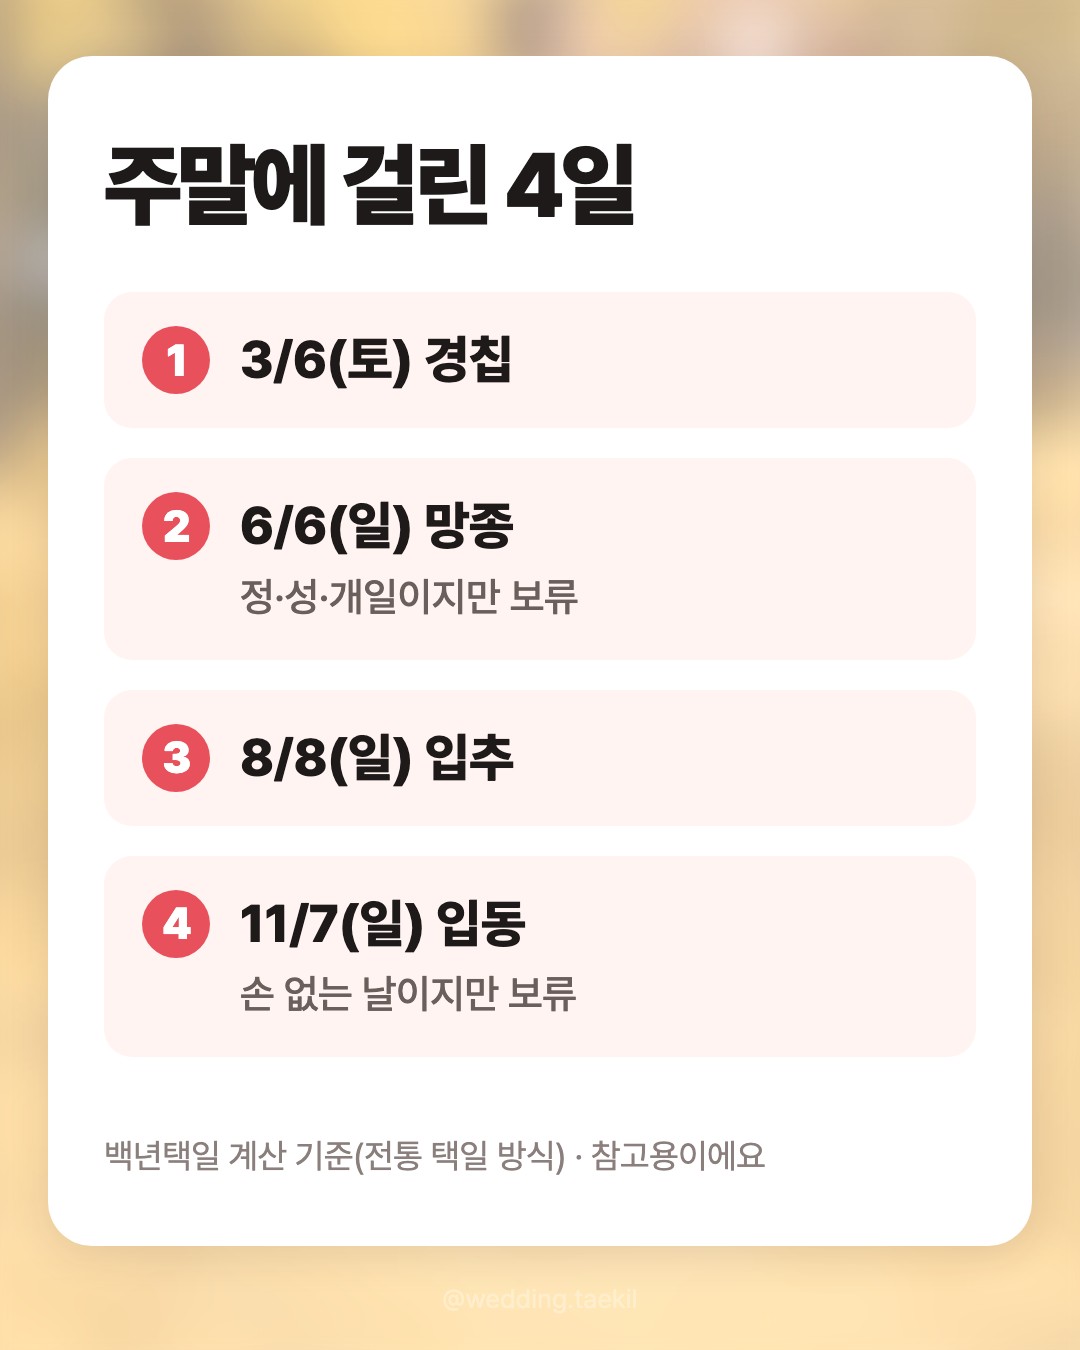 주말에 걸린 4일
1 3/6(토) 경칩
2 6/6(일) 망종
정·성·개일이지만 보류
3 8/8(일) 입추
4 11/7(일) 입동
손 없는 날이지만 보류
백년택일 계산 기준(전통 택일 방식) · 참고용이에요
@wedding.taekil